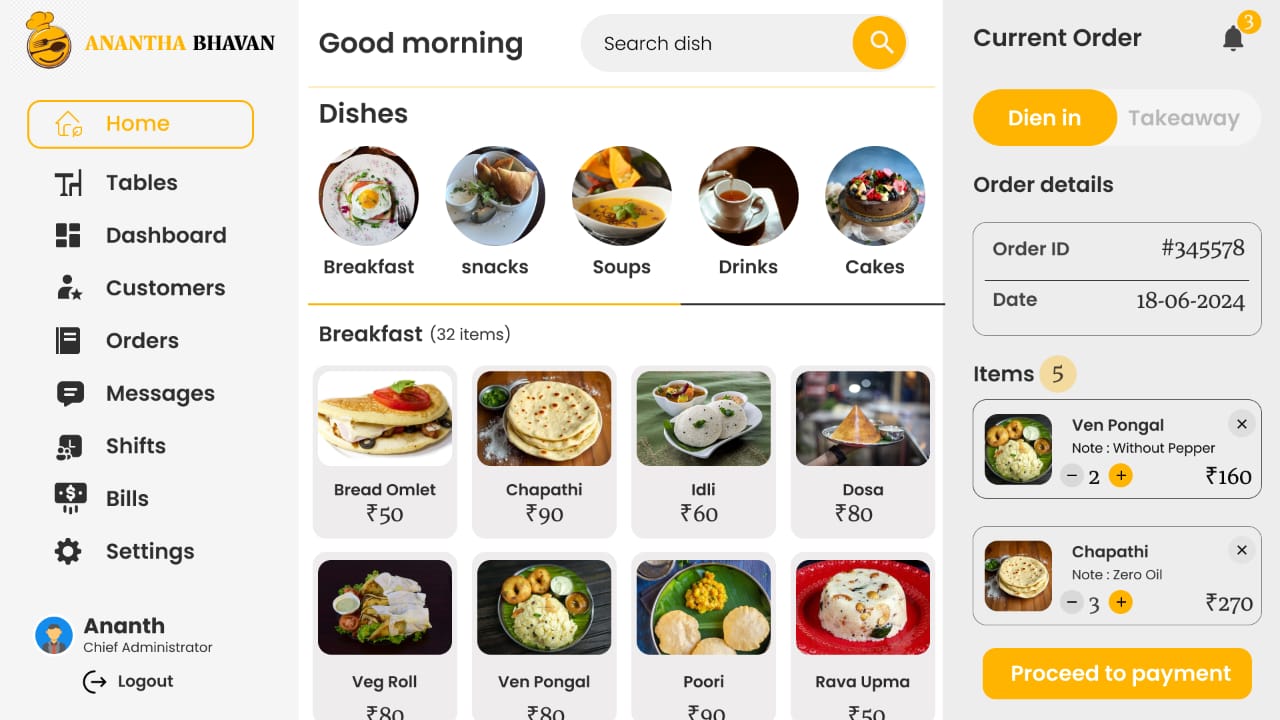 ANANTHA BHAVAN
Home
Tables
Dashboard
Customers
Orders
Messages
Shifts
Bills
Settings
Ananth
Chief Administrator
Logout
Good morning
Search dish
Dishes
Breakfast
snacks
Soups
Drinks
Cakes
Breakfast (32 items)
Bread Omlet
₹50
Chapathi
₹90
Idli
₹60
Dosa
₹80
Veg Roll
₹80
Ven Pongal
₹80
Poori
₹90
Rava Upma
₹50
Current Order
3
Dien in
Takeaway
Order details
Order ID
#345578
Date
18-06-2024
Items 5
Ven Pongal
×
Note : Without Pepper
− 2 +
₹160
Chapathi
×
Note : Zero Oil
− 3 +
₹270
Proceed to payment